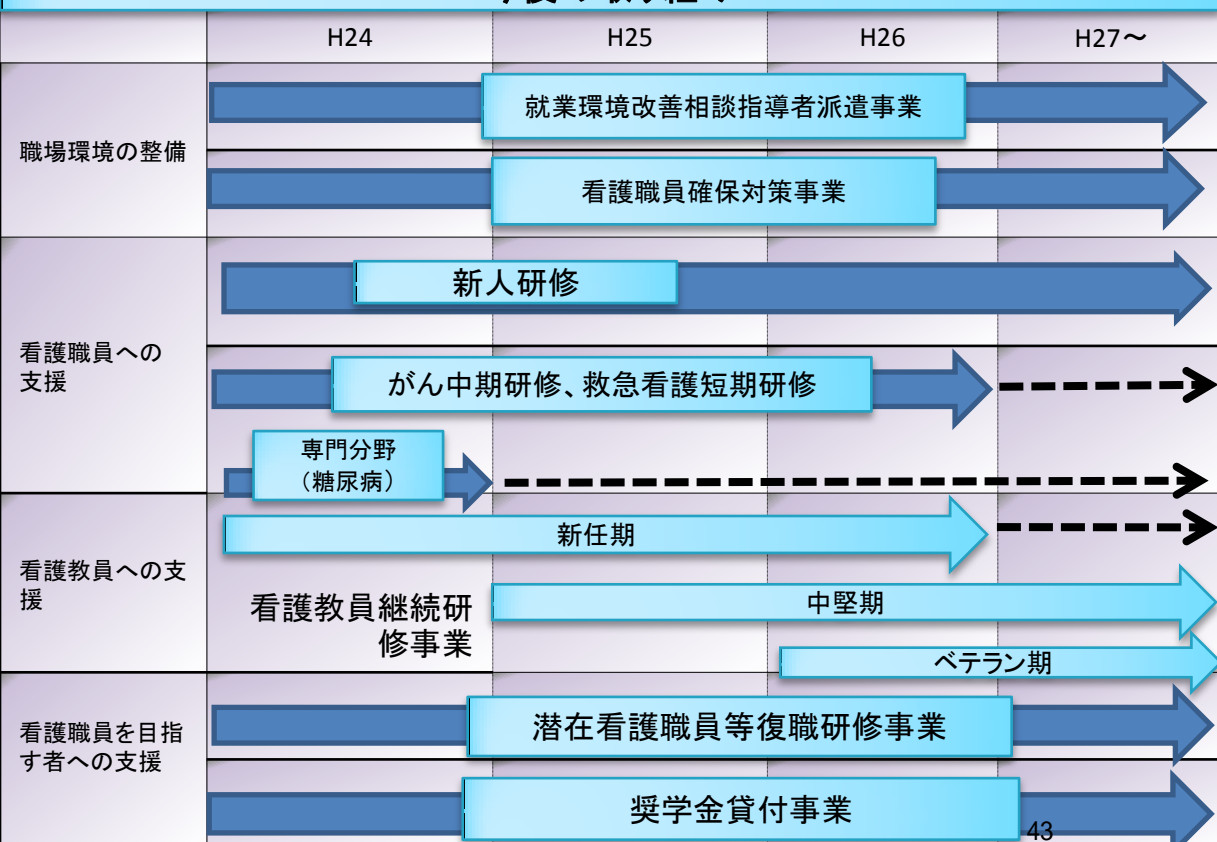 H24
H25
H26
H27～
職場環境の整備
就業環境改善相談指導者派遣事業
看護職員確保対策事業
看護職員への
支援
新人研修
がん中期研修、救急看護短期研修
専門分野
（糖尿病）
看護教員への支
援
新任期
看護教員継続研
修事業
中堅期
ベテラン期
看護職員を目指
す者への支援
潜在看護職員等復職研修事業
奨学金貸付事業
43